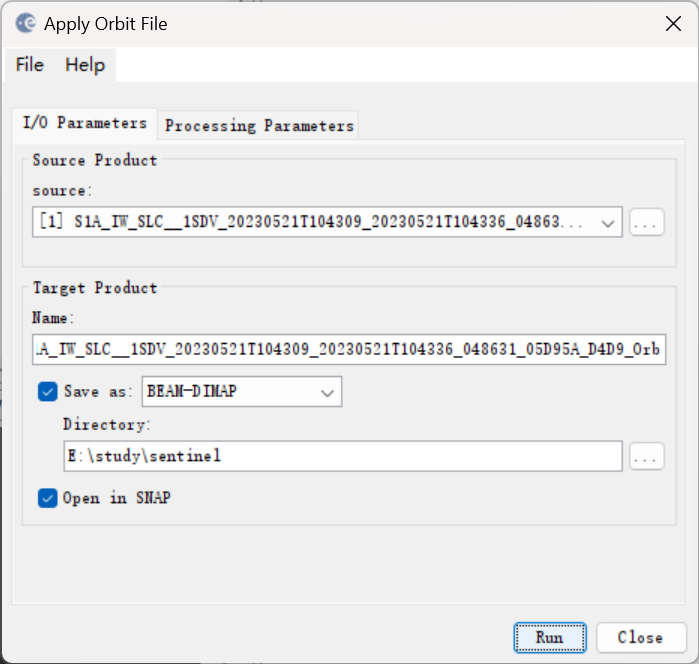 Apply Orbit File
File Help
I/O Parameters Processing Parameters
Source Product
source:
[1] S1A_IW_SLC__1SDV_20230521T104309_20230521T104336_04863... ...
Target Product
Name:
.A_IW_SLC__1SDV_20230521T104309_20230521T104336_048631_05D95A_D4D9_Orb
Save as: BEAM-DIMAP
Directory:
E:\study\sentinel ...
Open in SNAP
Run Close